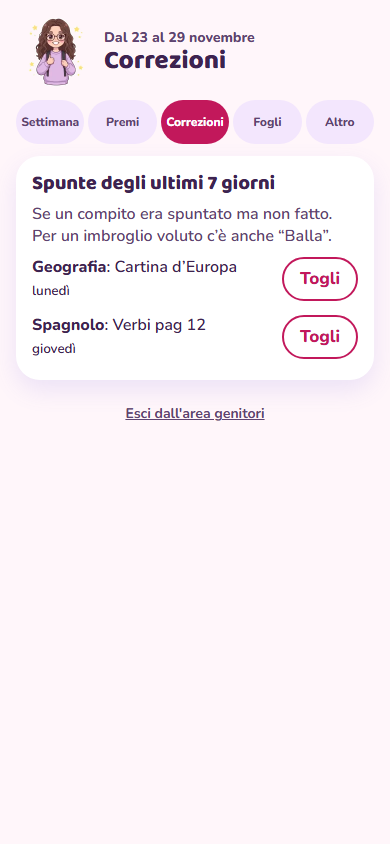 Dal 23 al 29 novembre
Correzioni
Settimana
Premi
Correzioni
Fogli
Altro
Spunte degli ultimi 7 giorni
Se un compito era spuntato ma non fatto.
Per un imbroglio voluto c’è anche “Balla”.
Geografia: Cartina d’Europa
lunedì
Togli
Spagnolo: Verbi pag 12
giovedì
Togli
Esci dall'area genitori